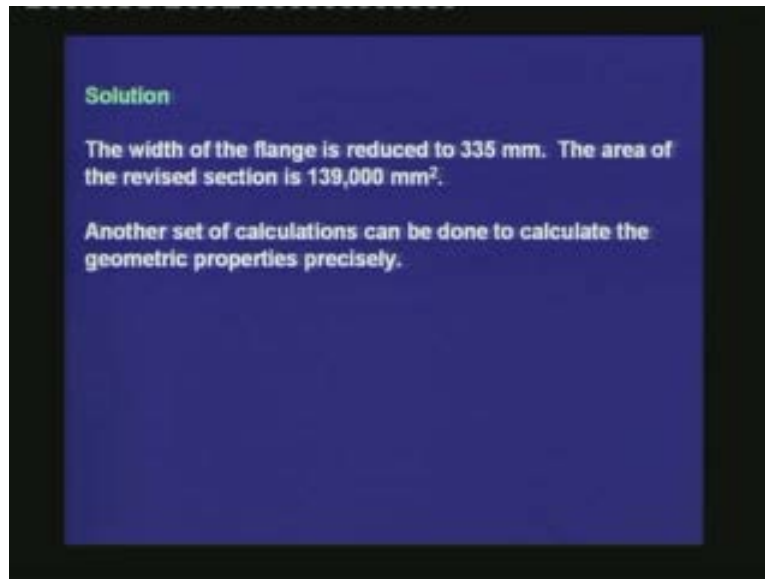 Solution
The width of the flange is reduced to 335 mm. The area of
the revised section is 139,000 mm².
Another set of calculations can be done to calculate the
geometric properties precisely.